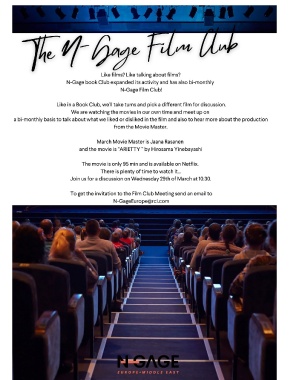 The N-Gage Film Club
Like films? Like talking about films?
N-Gage book Club expanded its activity and has also bi-monthly
N-Gage Film Club!
Like in a Book Club, we'll take turns and pick a different film for discussion.
We are watching the movies in our own time and meet up on
a bi-monthly basis to talk about what we liked or disliked in the film and also to hear more about the production
from the Movie Master.
March Movie Master is Jaana Rasanen
and the movie is "ARIETTY " by Hiromasa Yinebayashi
The movie is only 95 min and is available on Netflix.
There is plenty of time to watch it...
Join us for a discussion on Wednesday 29th of March at 10:30.
To get the invitation to the Film Club Meeting send an email to
N-GageEurope@rci.com
N-GAGE
EUROPE-MIDDLE EAST